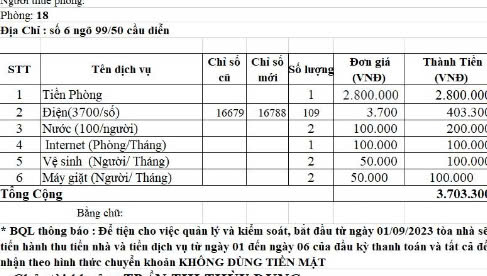 Người thuê phòng:
Phòng: 18
Địa Chỉ : số 6 ngõ 99/50 cầu diễn
STT Tên dịch vụ Chỉ số cũ Chỉ số mới Số lượng Đơn giá (VNĐ) Thành Tiền (VNĐ)
1 Tiền Phòng 1 2.800.000 2.800.000
2 Điện(3700/số) 16679 16788 109 3.700 403.300
3 Nước (100/người) 2 100.000 200.000
4 Internet (Phòng/Tháng) 1 100.000 100.000
5 Vệ sinh (Người/ Tháng) 2 50.000 100.000
6 Máy giặt (Người/ Tháng) 2 50.000 100.000
Tổng Cộng 3.703.300
Bằng chữ:
* BQL thông báo : Để tiện cho việc quản lý và kiểm soát, bắt đầu từ ngày 01/09/2023 tòa nhà sẽ
tiến hành thu tiền nhà và tiền dịch vụ từ ngày 01 đến ngày 06 của đầu kỳ thanh toán và tất cả đều
nhận theo hình thức chuyển khoản KHÔNG DÙNG TIỀN MẶT